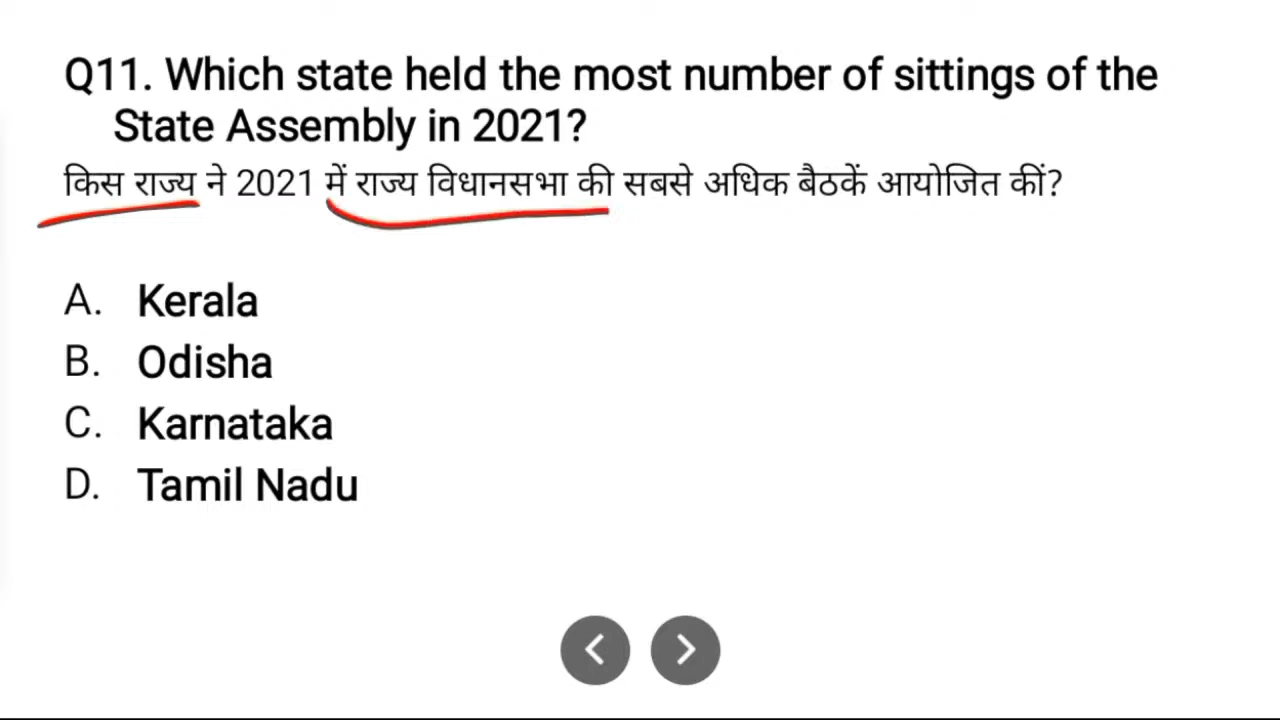 Q11. Which state held the most number of sittings of the
State Assembly in 2021?
किस राज्य ने 2021 में राज्य विधानसभा की सबसे अधिक बैठकें आयोजित कीं?
A. Kerala
B. Odisha
C. Karnataka
D. Tamil Nadu